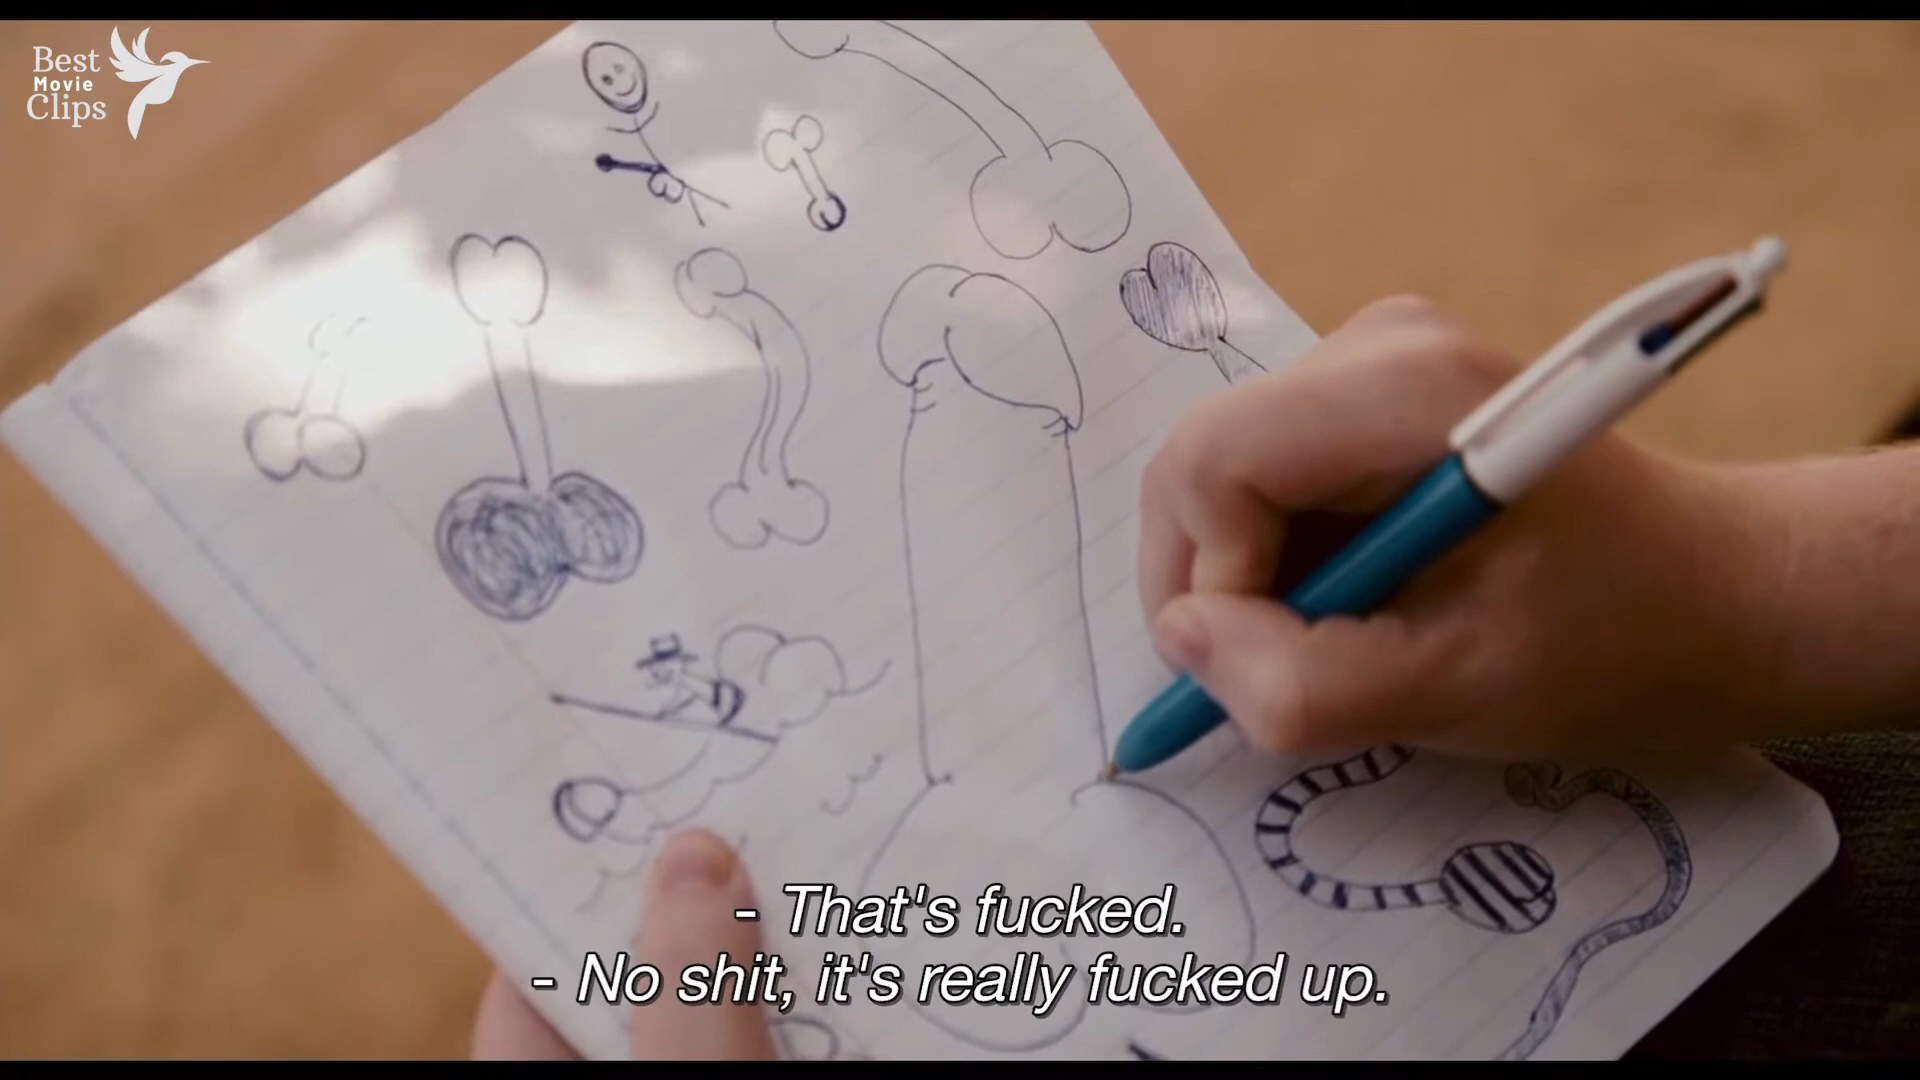 Best
Movie
Clips
- That's fucked.
- No shit, it's really fucked up.